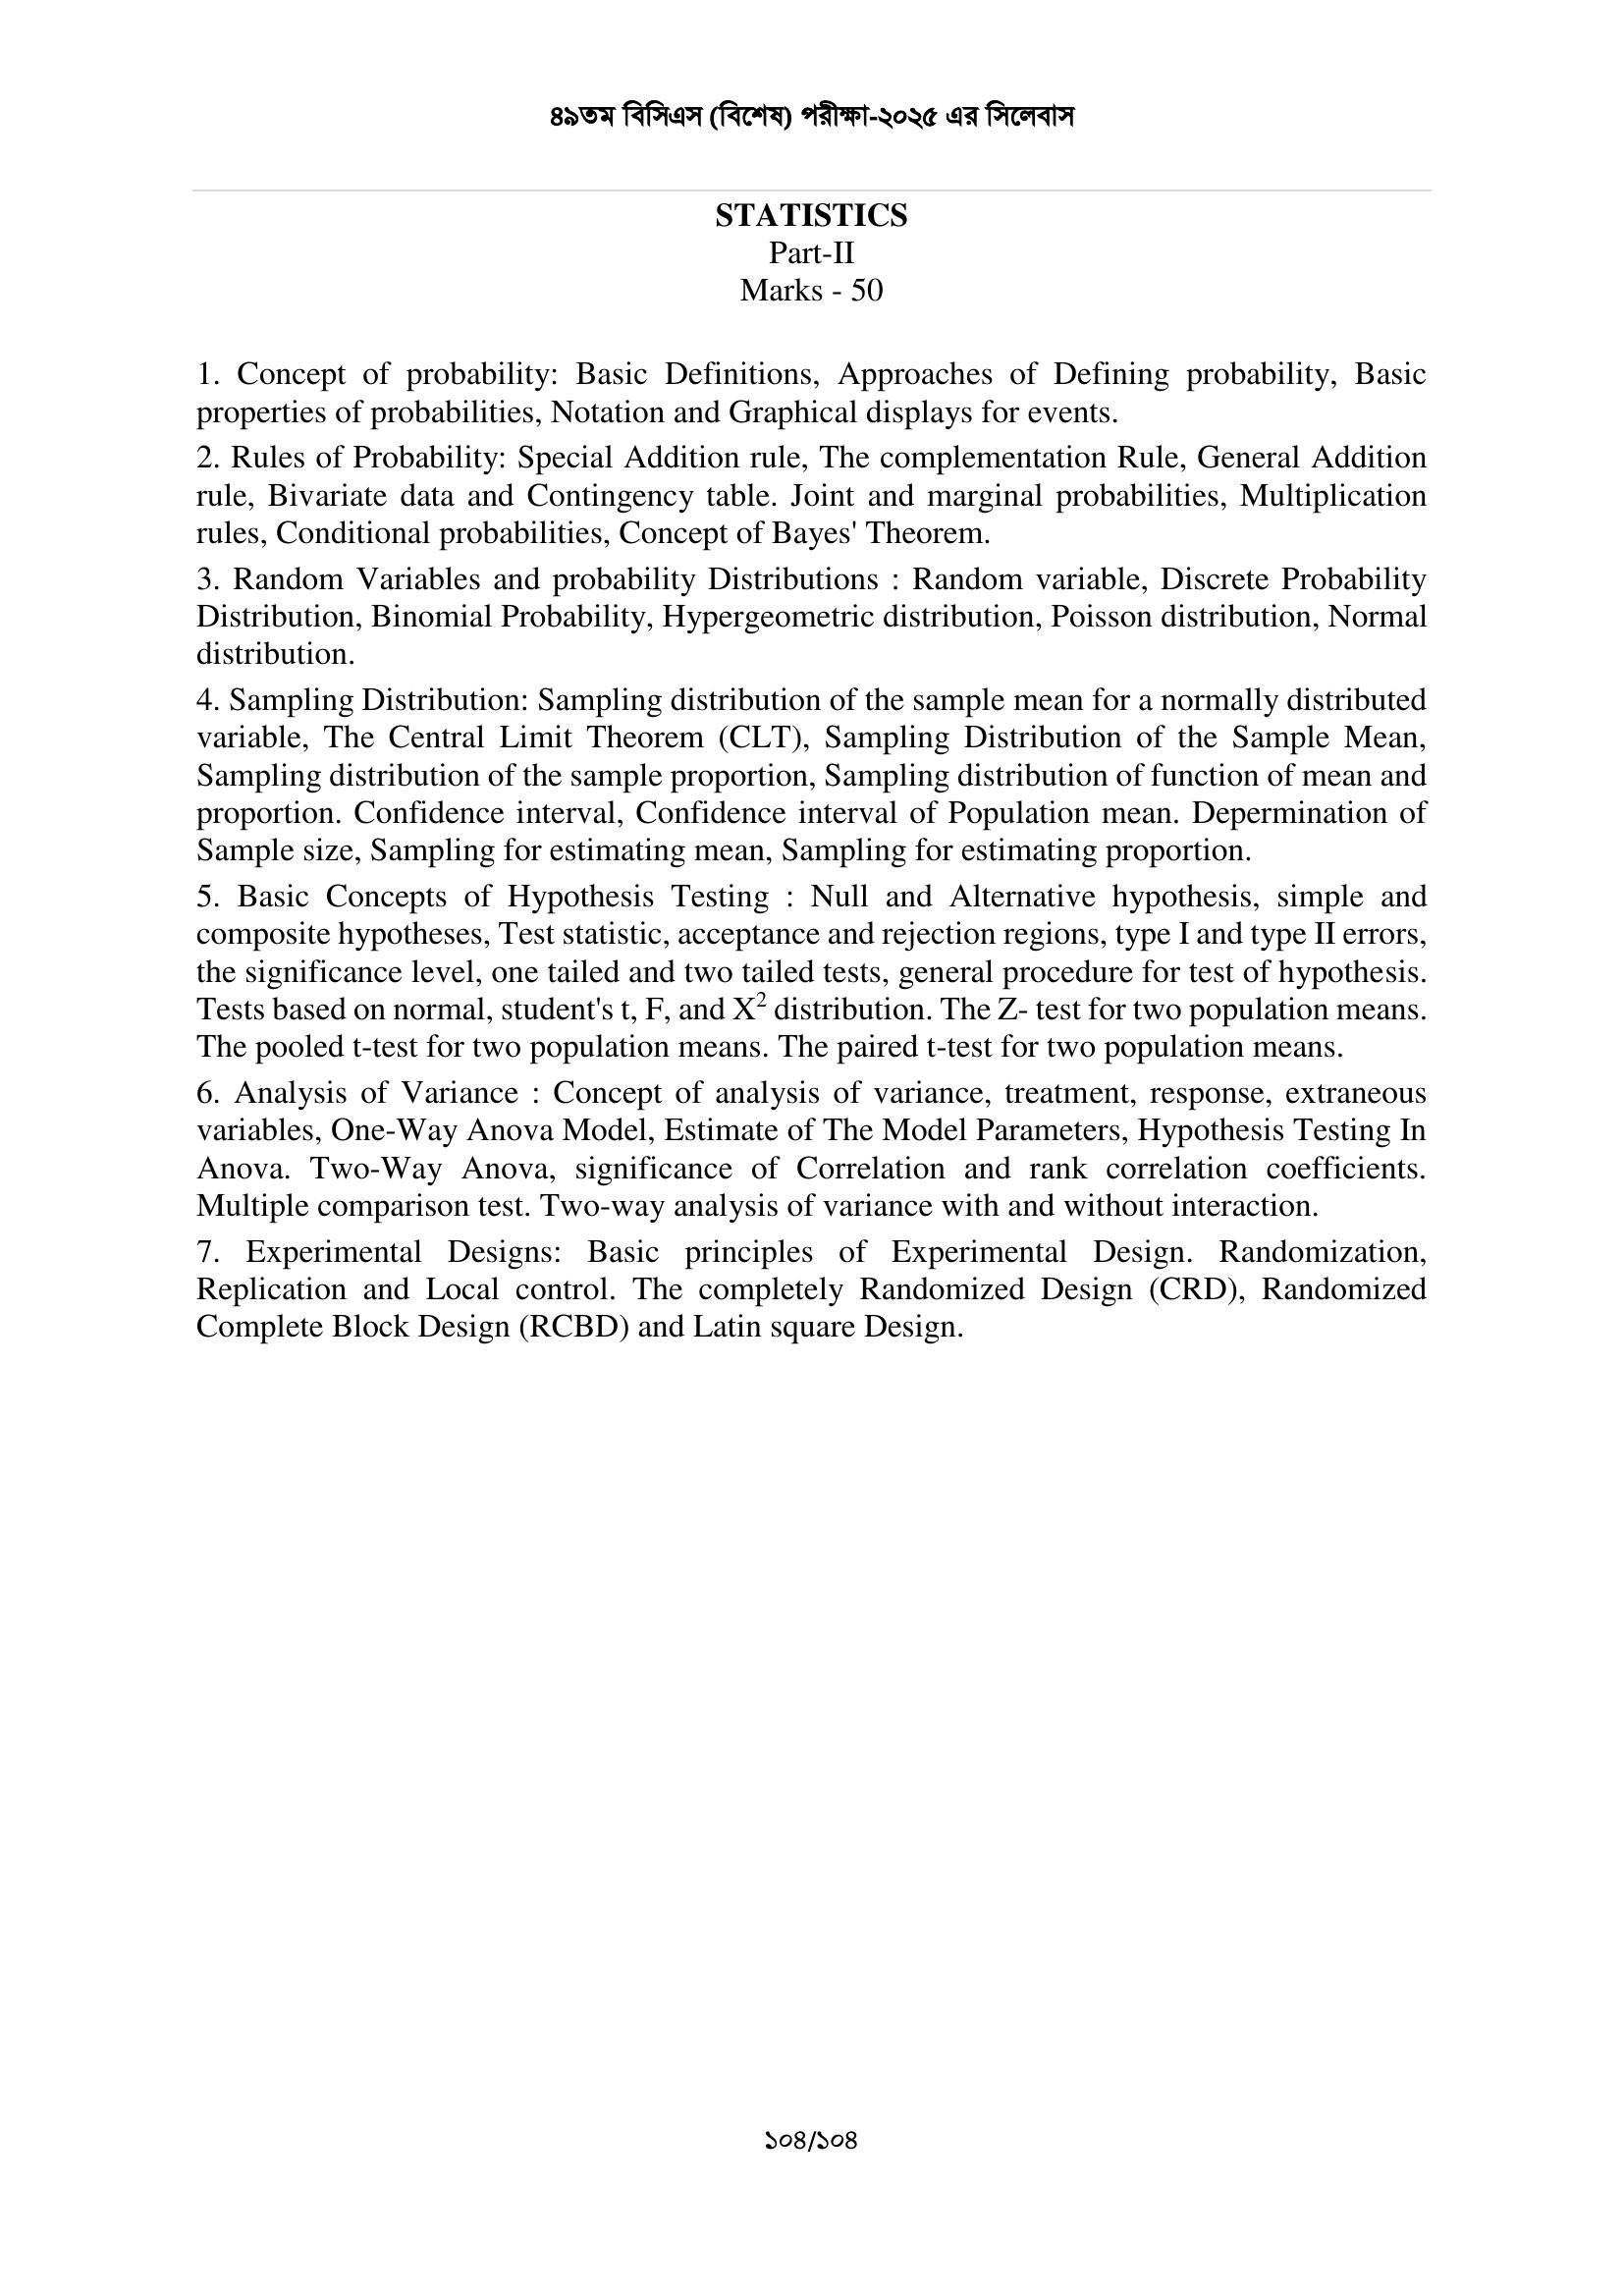 ৪৯তম বিসিএস (বিশেষ) পরীক্ষা-২০২৫ এর সিলেবাস
STATISTICS
Part-II
Marks - 50
1. Concept of probability: Basic Definitions, Approaches of Defining probability, Basic
properties of probabilities, Notation and Graphical displays for events.
2. Rules of Probability: Special Addition rule, The complementation Rule, General Addition
rule, Bivariate data and Contingency table. Joint and marginal probabilities, Multiplication
rules, Conditional probabilities, Concept of Bayes' Theorem.
3. Random Variables and probability Distributions : Random variable, Discrete Probability
Distribution, Binomial Probability, Hypergeometric distribution, Poisson distribution, Normal
distribution.
4. Sampling Distribution: Sampling distribution of the sample mean for a normally distributed
variable, The Central Limit Theorem (CLT), Sampling Distribution of the Sample Mean,
Sampling distribution of the sample proportion, Sampling distribution of function of mean and
proportion. Confidence interval, Confidence interval of Population mean. Depermination of
Sample size, Sampling for estimating mean, Sampling for estimating proportion.
5. Basic Concepts of Hypothesis Testing : Null and Alternative hypothesis, simple and
composite hypotheses, Test statistic, acceptance and rejection regions, type I and type II errors,
the significance level, one tailed and two tailed tests, general procedure for test of hypothesis.
Tests based on normal, student's t, F, and X² distribution. The Z- test for two population means.
The pooled t-test for two population means. The paired t-test for two population means.
6. Analysis of Variance : Concept of analysis of variance, treatment, response, extraneous
variables, One-Way Anova Model, Estimate of The Model Parameters, Hypothesis Testing In
Anova. Two-Way Anova, significance of Correlation and rank correlation coefficients.
Multiple comparison test. Two-way analysis of variance with and without interaction.
7. Experimental Designs: Basic principles of Experimental Design. Randomization,
Replication and Local control. The completely Randomized Design (CRD), Randomized
Complete Block Design (RCBD) and Latin square Design.
১০৪/১০৪